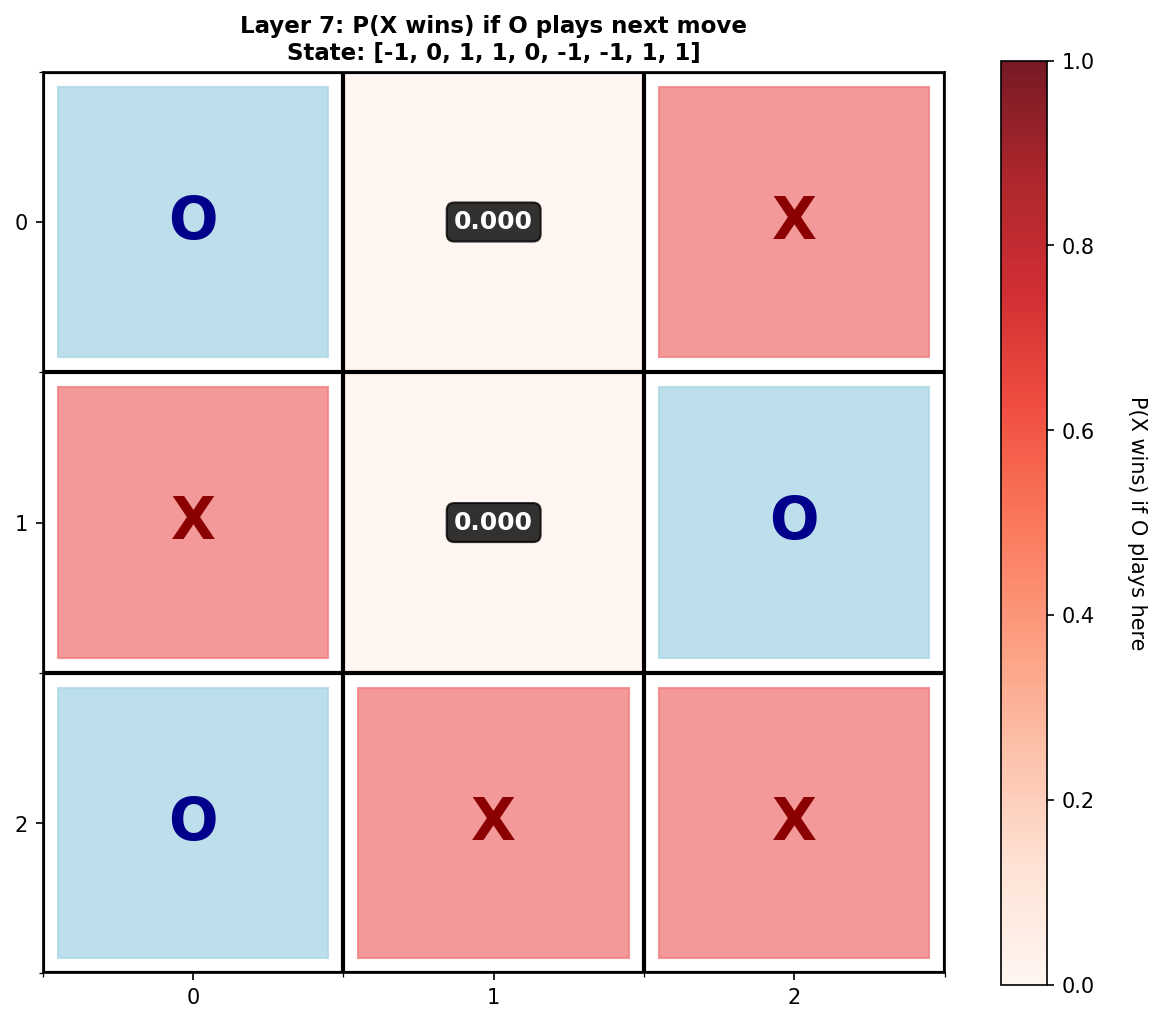 Layer 7: P(X wins) if O plays next move
State: [-1, 0, 1, 1, 0, -1, -1, 1, 1]
O
0.000
X
X
0.000
O
O
X
X
0
1
2
0
1
2
1.0
0.8
0.6
0.4
0.2
0.0
P(X wins) if O plays here